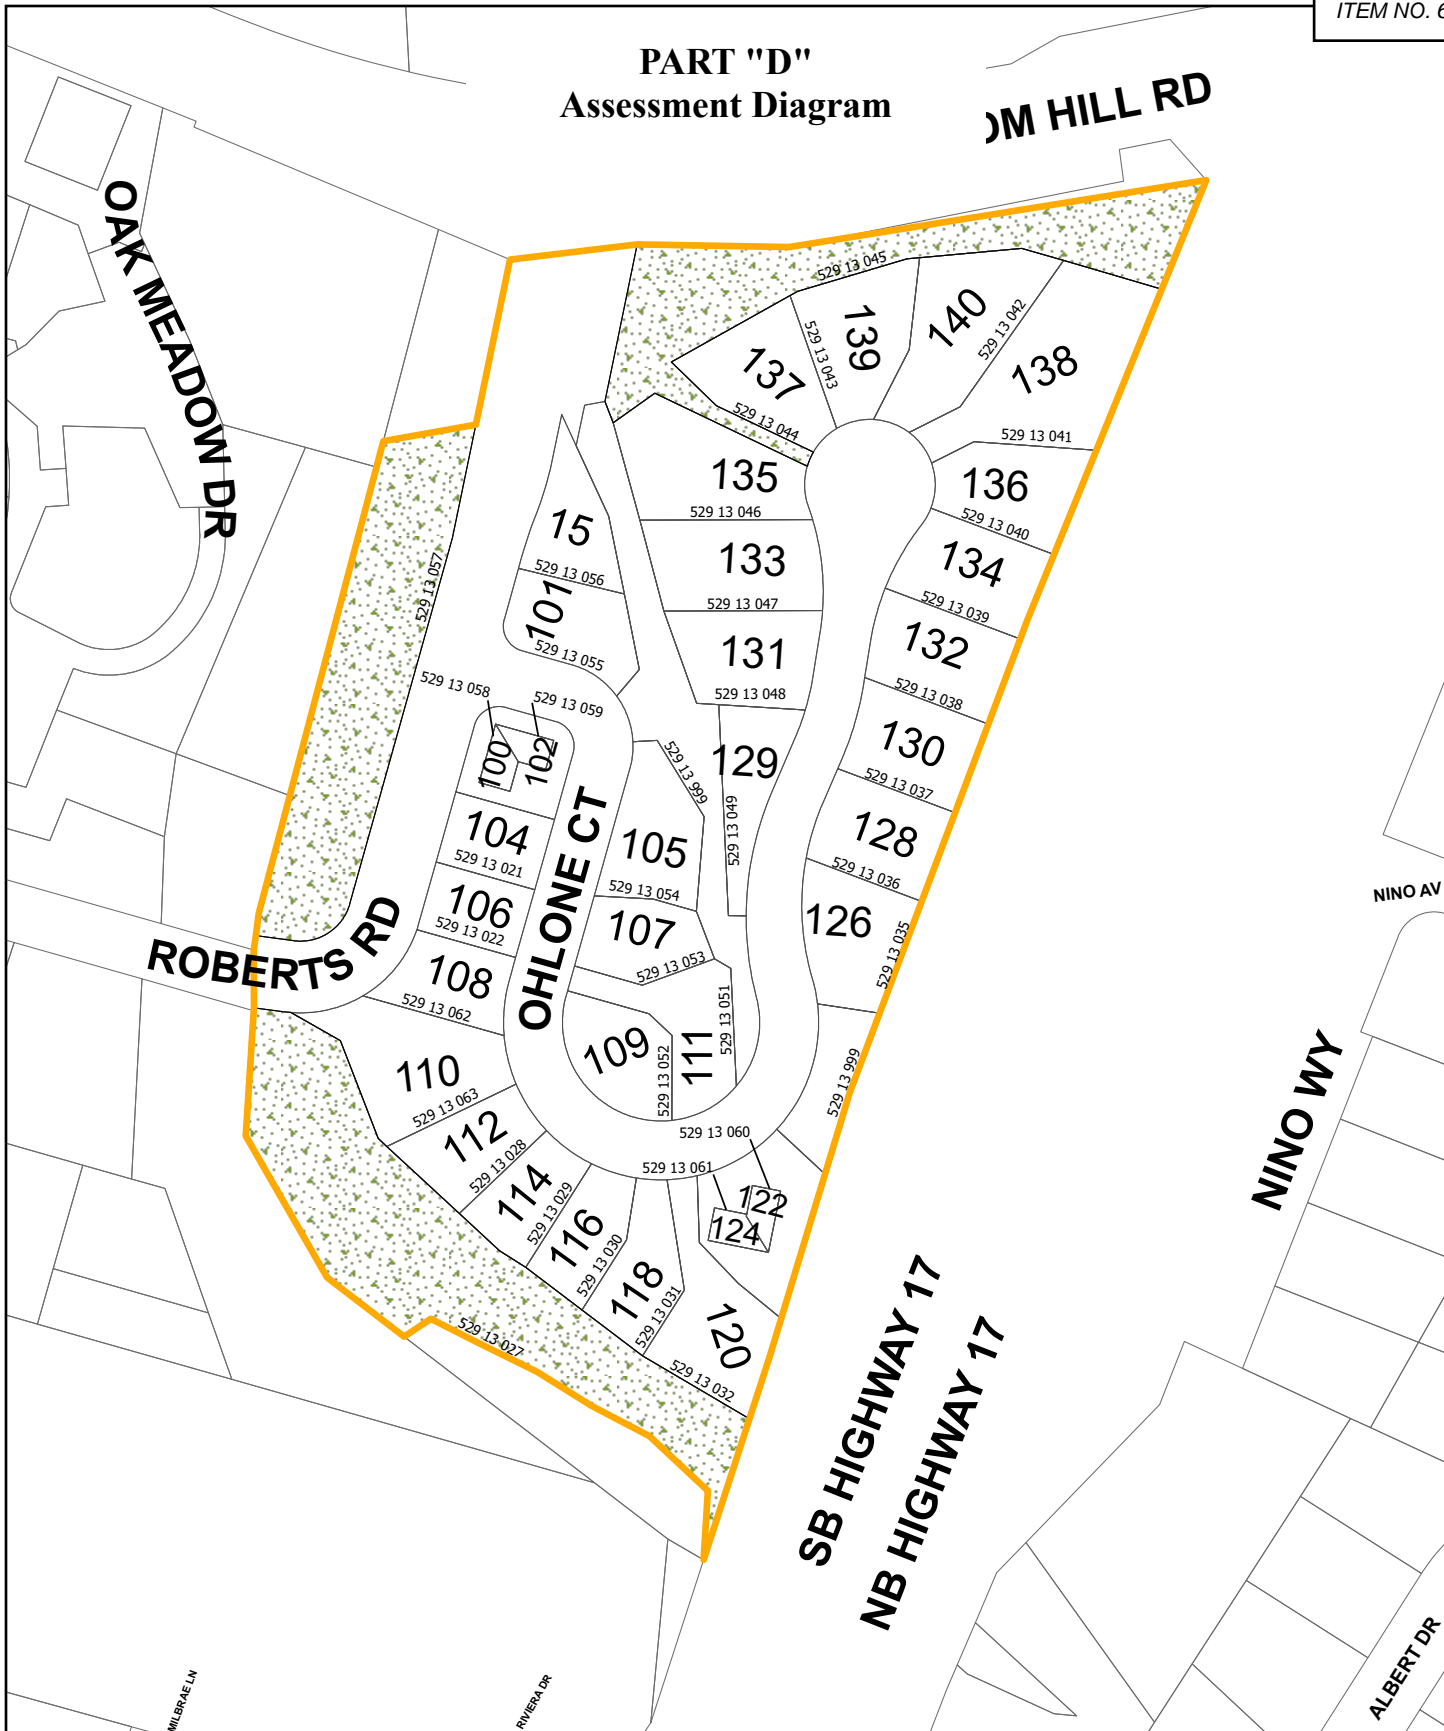 ITEM NO. 6
PART "D"
Assessment Diagram
OM HILL RD
OAK MEADOW DR
529 13 045
139
140
529 13 042
529 13 043
137
138
529 13 044
529 13 041
135
136
529 13 046
529 13 040
15
133
134
529 13 056
529 13 057
101
529 13 047
529 13 039
131
132
529 13 055
529 13 058
529 13 059
529 13 048
529 13 038
100
102
529 13 999
129
130
529 13 037
104
105
529 13 049
128
529 13 021
529 13 054
529 13 036
OHLONE CT
NINO AV
106
107
126
529 13 022
529 13 035
ROBERTS RD
108
529 13 053
529 13 062
529 13 051
109
111
529 13 052
110
529 13 999
529 13 063
NINO WY
112
529 13 060
529 13 028
529 13 061
114
529 13 029
122
124
116
529 13 030
118
529 13 031
120
529 13 027
529 13 032
SB HIGHWAY 17
NB HIGHWAY 17
MILBRAE LN
RIVIERA DR
ALBERT DR